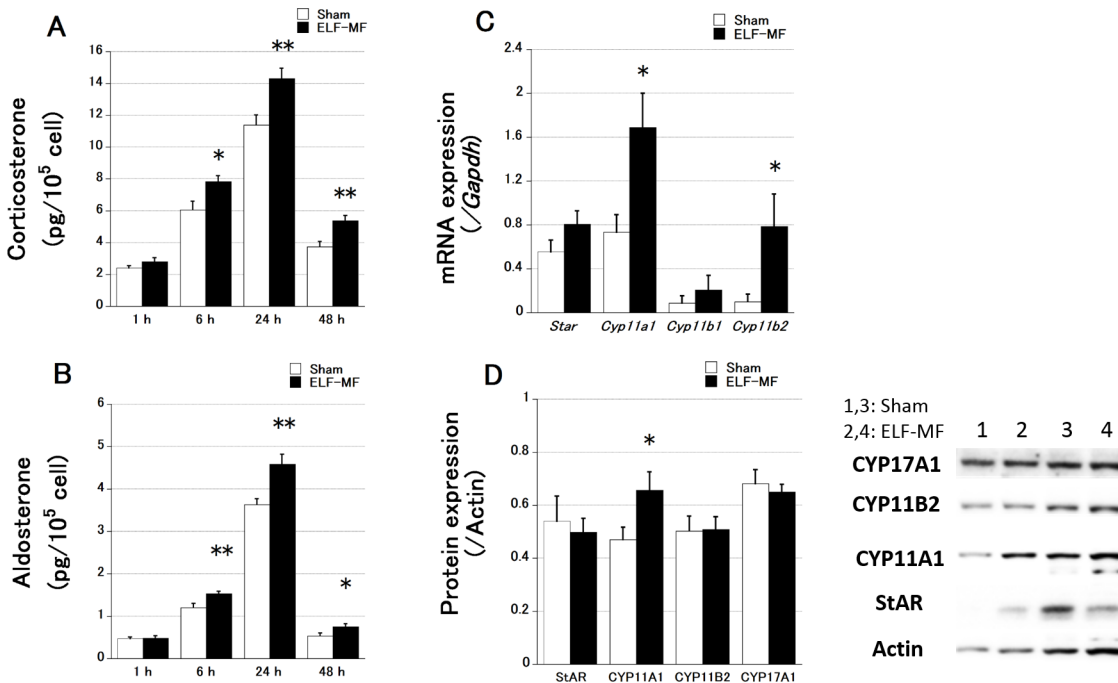 A
Sham
ELF-MF
Corticosterone
(pg/10⁵ cell)
16
14
12
10
8
6
4
2
0
*
**
**
1 h
6 h
24 h
48 h
B
Sham
ELF-MF
Aldosterone
(pg/10⁵ cell)
6
5
4
3
2
1
0
**
**
*
1 h
6 h
24 h
48 h
C
Sham
ELF-MF
mRNA expression
(/Gapdh)
2.4
2.0
1.6
1.2
0.8
0.4
0
*
*
Star
Cyp11a1
Cyp11b1
Cyp11b2
D
Sham
ELF-MF
Protein expression
(/Actin)
1
0.8
0.6
0.4
0.2
0
*
StAR
CYP11A1
CYP11B2
CYP17A1
1,3: Sham
2,4: ELF-MF
1 2 3 4
CYP17A1
CYP11B2
CYP11A1
StAR
Actin